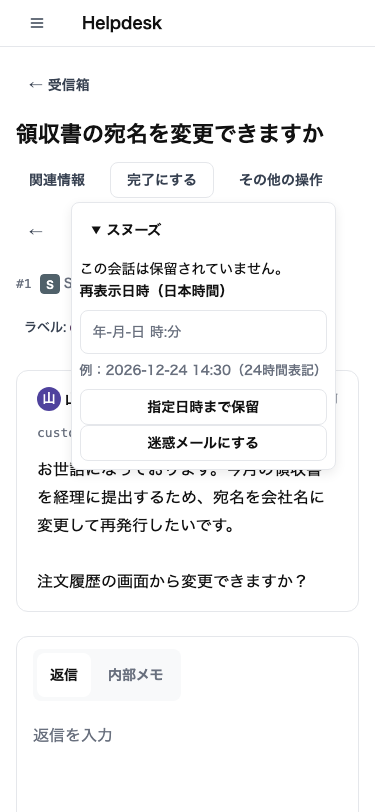 Helpdesk
← 受信箱
領収書の宛名を変更できますか
関連情報
完了にする
その他の操作
←
▼ スヌーズ
この会話は保留されていません。
再表示日時（日本時間）
年-月-日 時:分
例：2026-12-24 14:30（24時間表記）
指定日時まで保留
迷惑メールにする
#1
S
ラベル:
山
custo
お世話になっております。今月の領収書
を経理に提出するため、宛名を会社名に
変更して再発行したいです。
注文履歴の画面から変更できますか？
返信
内部メモ
返信を入力